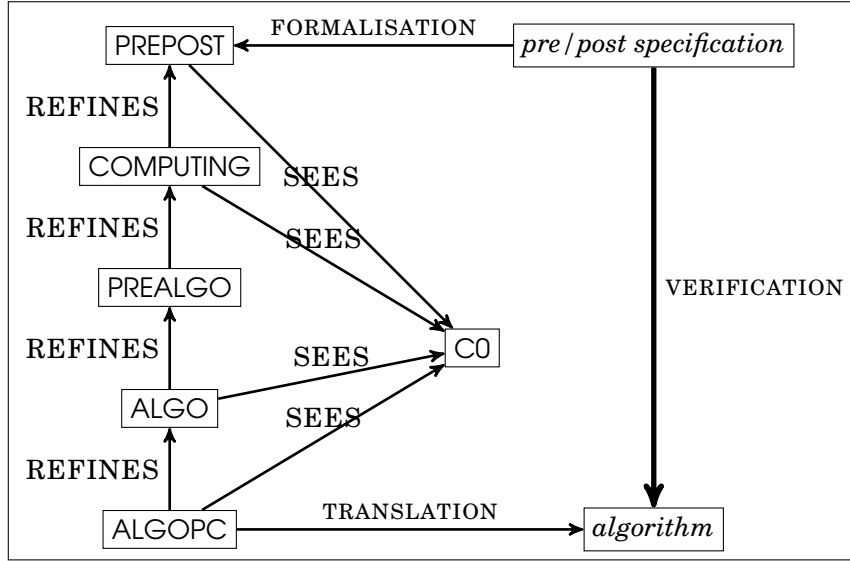 FORMALISATION
PREPOST
pre/post specification
REFINES
COMPUTING
SEES
SEES
REFINES
PREALGO
VERIFICATION
REFINES
SEES
C0
ALGO
SEES
REFINES
ALGOPC
TRANSLATION
algorithm